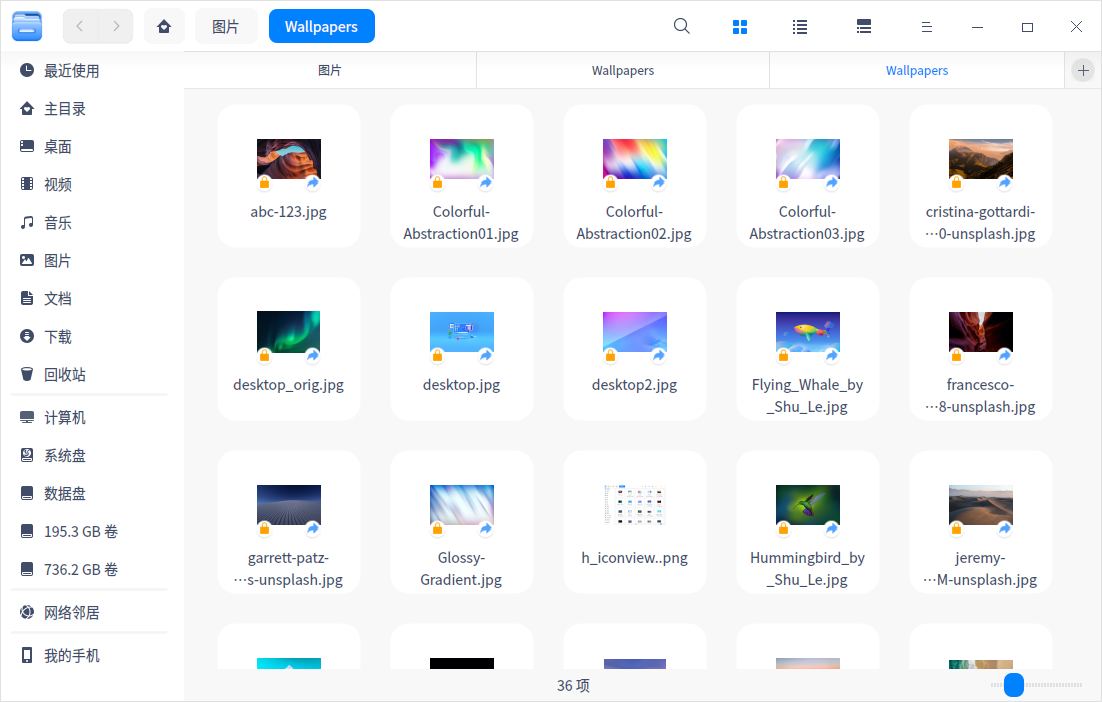 图片
Wallpapers
最近使用
主目录
桌面
视频
音乐
图片
文档
下载
回收站
计算机
系统盘
数据盘
195.3 GB 卷
736.2 GB 卷
网络邻居
我的手机
图片
Wallpapers
Wallpapers
abc-123.jpg
Colorful-
Abstraction01.jpg
Colorful-
Abstraction02.jpg
Colorful-
Abstraction03.jpg
cristina-gottardi-
…0-unsplash.jpg
desktop_orig.jpg
desktop.jpg
desktop2.jpg
Flying_Whale_by
_Shu_Le.jpg
francesco-
…8-unsplash.jpg
garrett-patz-
…s-unsplash.jpg
Glossy-
Gradient.jpg
h_iconview..png
Hummingbird_by
_Shu_Le.jpg
jeremy-
…M-unsplash.jpg
36 项